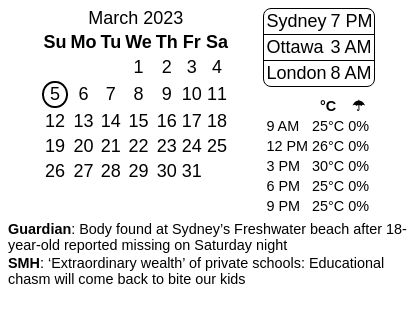 March 2023
Su Mo Tu We Th Fr Sa
1 2 3 4
5 6 7 8 9 10 11
12 13 14 15 16 17 18
19 20 21 22 23 24 25
26 27 28 29 30 31
Sydney 7 PM
Ottawa 3 AM
London 8 AM
°C ☂
9 AM 25°C 0%
12 PM 26°C 0%
3 PM 30°C 0%
6 PM 25°C 0%
9 PM 25°C 0%
Guardian: Body found at Sydney’s Freshwater beach after 18-
year-old reported missing on Saturday night
SMH: ‘Extraordinary wealth’ of private schools: Educational
chasm will come back to bite our kids